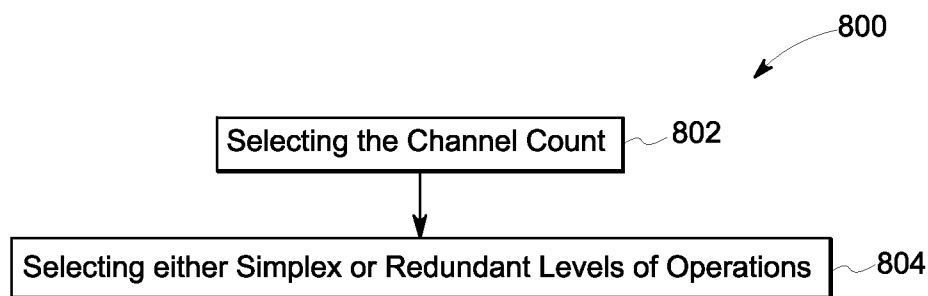 800
Selecting the Channel Count
802
Selecting either Simplex or Redundant Levels of Operations
804